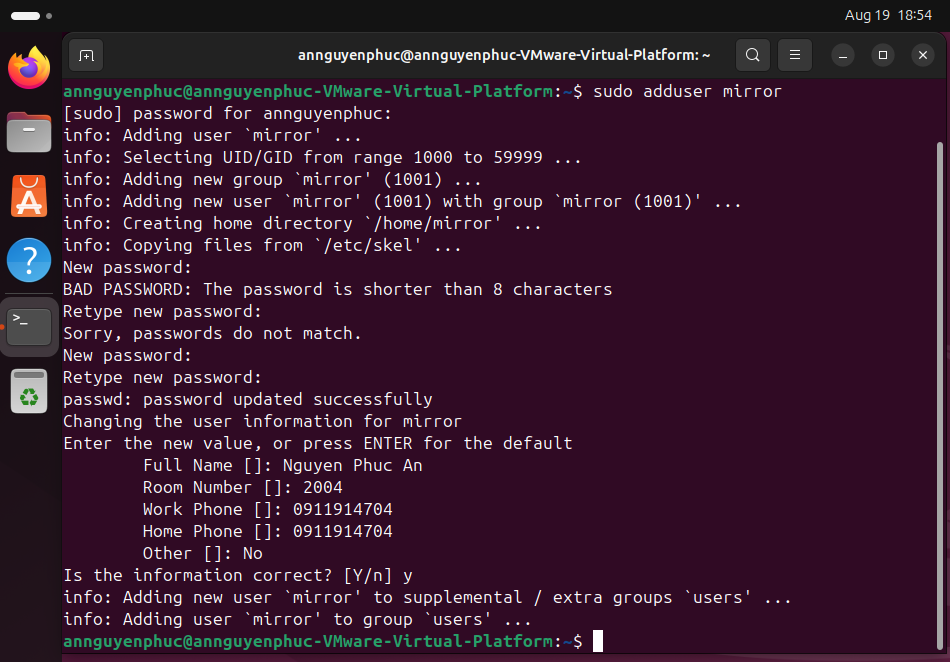 Aug 19 18:54
annguyenphuc@annguyenphuc-VMware-Virtual-Platform: ~
annguyenphuc@annguyenphuc-VMware-Virtual-Platform:~$ sudo adduser mirror
[sudo] password for annguyenphuc:
info: Adding user `mirror' ...
info: Selecting UID/GID from range 1000 to 59999 ...
info: Adding new group `mirror' (1001) ...
info: Adding new user `mirror' (1001) with group `mirror (1001)' ...
info: Creating home directory `/home/mirror' ...
info: Copying files from `/etc/skel' ...
New password:
BAD PASSWORD: The password is shorter than 8 characters
Retype new password:
Sorry, passwords do not match.
New password:
Retype new password:
passwd: password updated successfully
Changing the user information for mirror
Enter the new value, or press ENTER for the default
Full Name []: Nguyen Phuc An
Room Number []: 2004
Work Phone []: 0911914704
Home Phone []: 0911914704
Other []: No
Is the information correct? [Y/n] y
info: Adding new user `mirror' to supplemental / extra groups `users' ...
info: Adding user `mirror' to group `users' ...
annguyenphuc@annguyenphuc-VMware-Virtual-Platform:~$